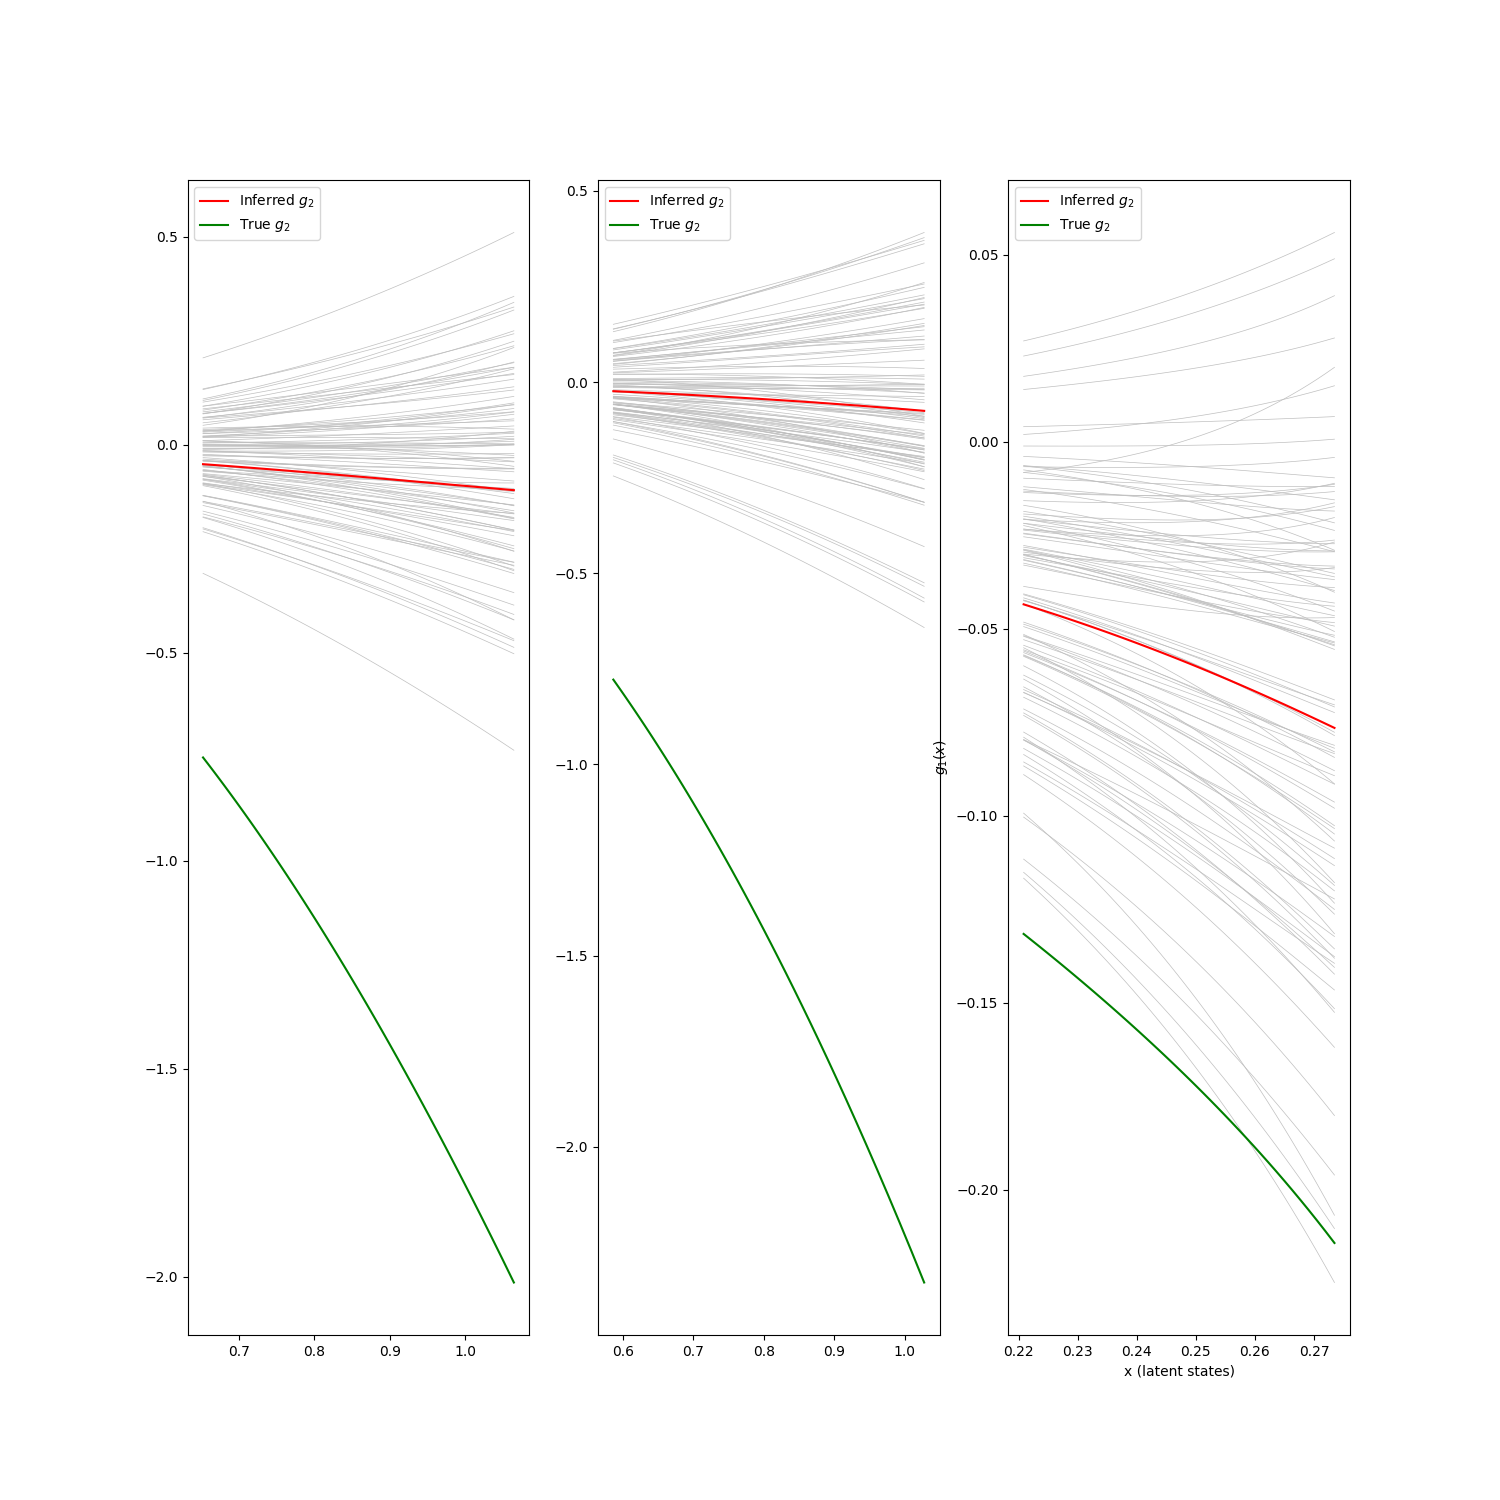 Inferred g₂
True g₂
0.5
0.0
−0.5
−1.0
−1.5
−2.0
0.7 0.8 0.9 1.0
Inferred g₂
True g₂
0.5
0.0
−0.5
−1.0
−1.5
−2.0
0.6 0.7 0.8 0.9 1.0
g₁(x)
Inferred g₂
True g₂
0.05
0.00
−0.05
−0.10
−0.15
−0.20
0.22 0.23 0.24 0.25 0.26 0.27
x (latent states)